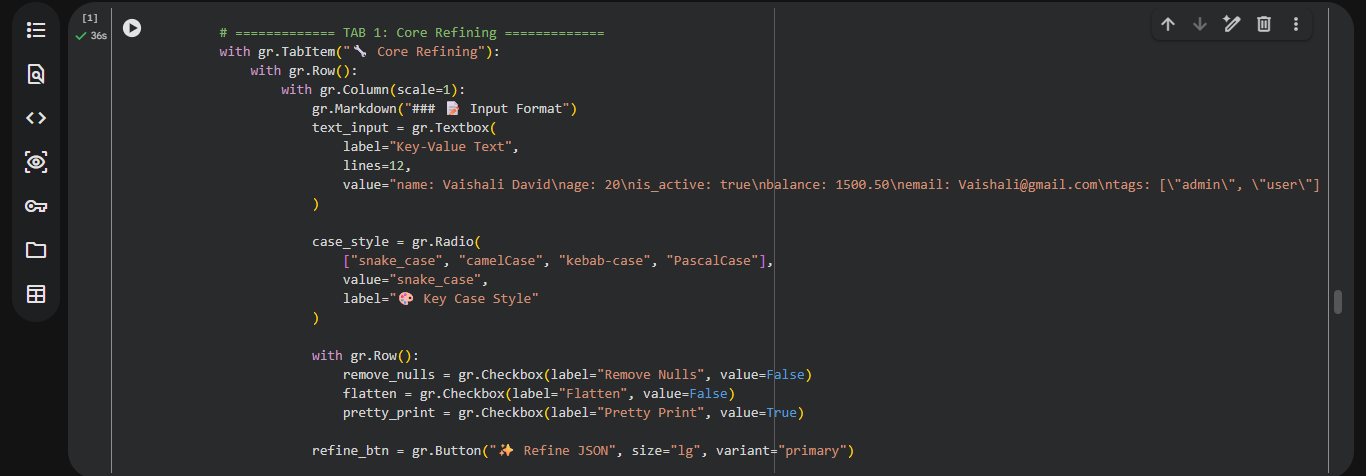 [1]
36s
# ============= TAB 1: Core Refining =============
with gr.TabItem("🔧 Core Refining"):
with gr.Row():
with gr.Column(scale=1):
gr.Markdown("### 📝 Input Format")
text_input = gr.Textbox(
label="Key-Value Text",
lines=12,
value="name: Vaishali David\nage: 20\nis_active: true\nbalance: 1500.50\nemail: Vaishali@gmail.com\ntags: [\"admin\", \"user\"]
)
case_style = gr.Radio(
["snake_case", "camelCase", "kebab-case", "PascalCase"],
value="snake_case",
label="🎨 Key Case Style"
)
with gr.Row():
remove_nulls = gr.Checkbox(label="Remove Nulls", value=False)
flatten = gr.Checkbox(label="Flatten", value=False)
pretty_print = gr.Checkbox(label="Pretty Print", value=True)
refine_btn = gr.Button("✨ Refine JSON", size="lg", variant="primary")